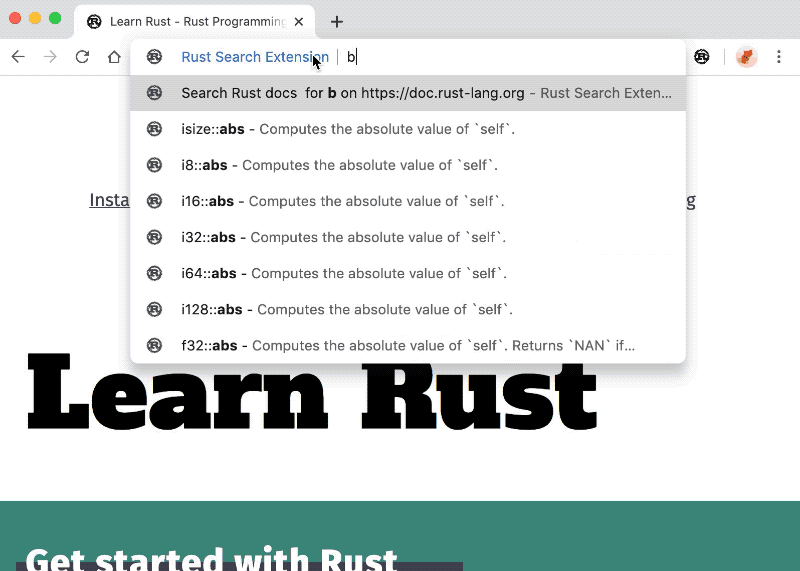 Learn Rust - Rust Programming
Rust Search Extension | b
Search Rust docs for b on https://doc.rust-lang.org - Rust Search Exten...
isize::abs - Computes the absolute value of `self`.
i8::abs - Computes the absolute value of `self`.
i16::abs - Computes the absolute value of `self`.
Insta
g
i32::abs - Computes the absolute value of `self`.
i64::abs - Computes the absolute value of `self`.
i128::abs - Computes the absolute value of `self`.
f32::abs - Computes the absolute value of `self`. Returns `NAN` if...
Learn Rust
Get started with Rust